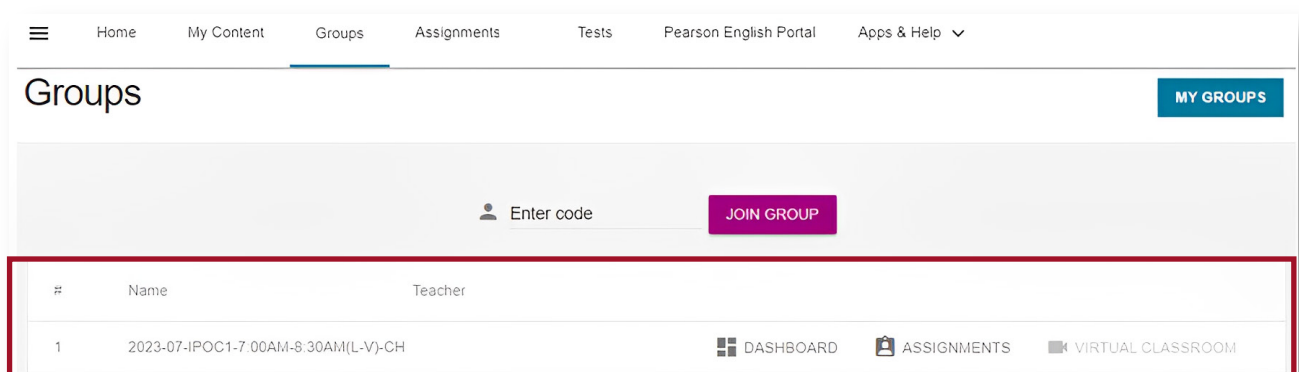 Home My Content Groups Assignments Tests Pearson English Portal Apps & Help
Groups
MY GROUPS
Enter code JOIN GROUP
# Name Teacher
1 2023-07-IPOC1-7:00AM-8:30AM(L-V)-CH DASHBOARD ASSIGNMENTS VIRTUAL CLASSROOM